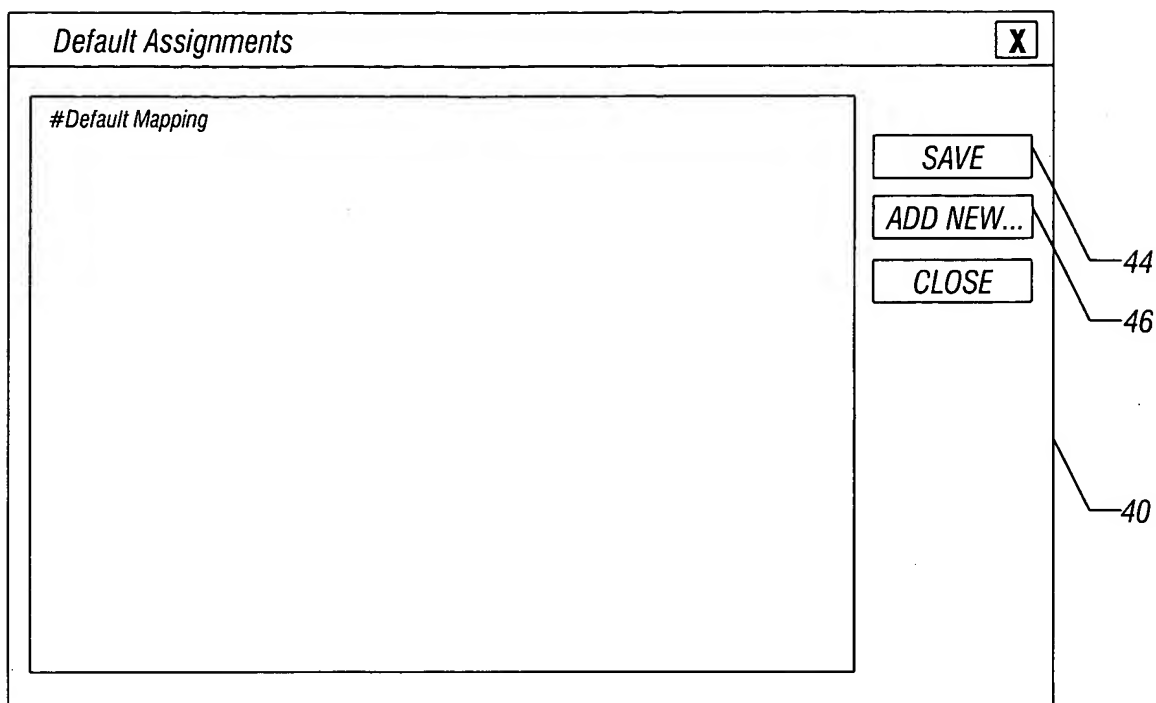 Default Assignments X
#Default Mapping
SAVE
ADD NEW...
CLOSE
44
46
40